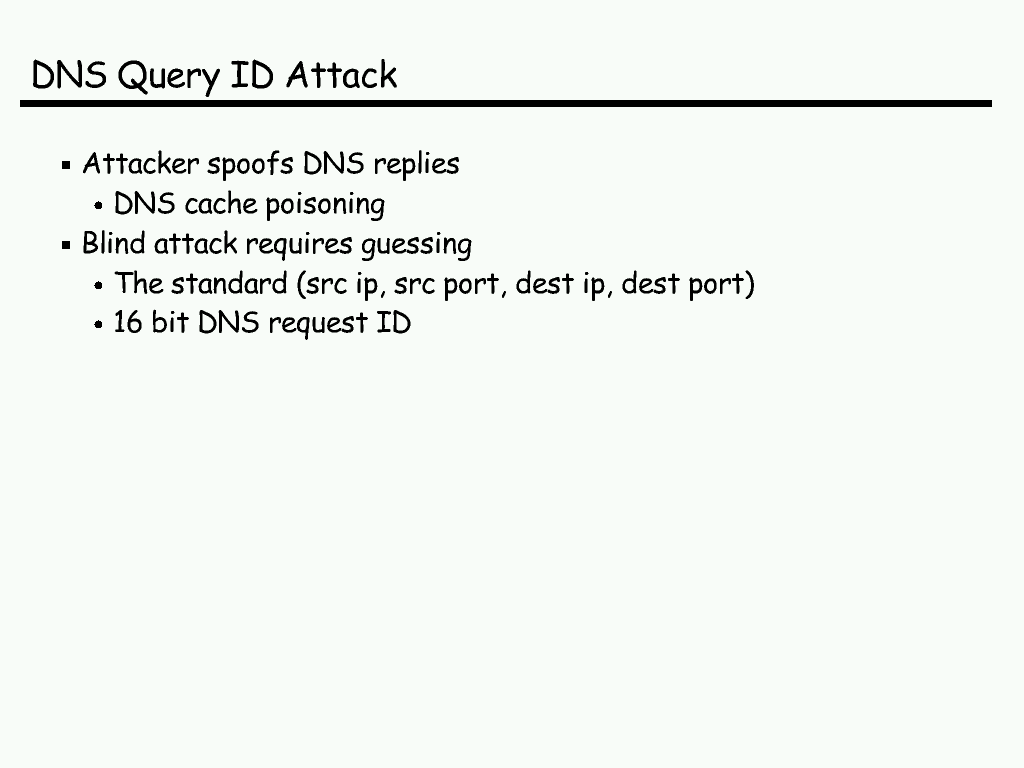 DNS Query ID Attack
Attacker spoofs DNS replies
DNS cache poisoning
Blind attack requires guessing
The standard (src ip, src port, dest ip, dest port)
16 bit DNS request ID